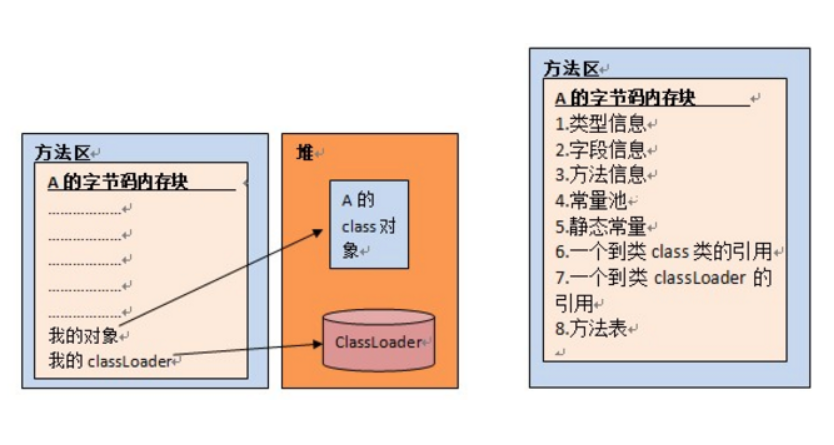 方法区
A 的字节码内存块
..................
..................
..................
..................
..................
我的对象
我的 classLoader
堆
A 的
class 对
象
ClassLoader
方法区
A 的字节码内存块
1.类型信息
2.字段信息
3.方法信息
4.常量池
5.静态常量
6.一个到类 class 类的引用
7.一个到类 classLoader 的
引用
8.方法表